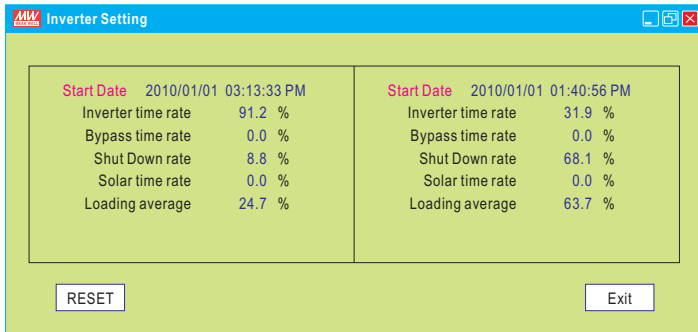 MW
MEAN WELL
Inverter Setting
Start Date 2010/01/01 03:13:33 PM
Inverter time rate 91.2 %
Bypass time rate 0.0 %
Shut Down rate 8.8 %
Solar time rate 0.0 %
Loading average 24.7 %
Start Date 2010/01/01 01:40:56 PM
Inverter time rate 31.9 %
Bypass time rate 0.0 %
Shut Down rate 68.1 %
Solar time rate 0.0 %
Loading average 63.7 %
RESET
Exit